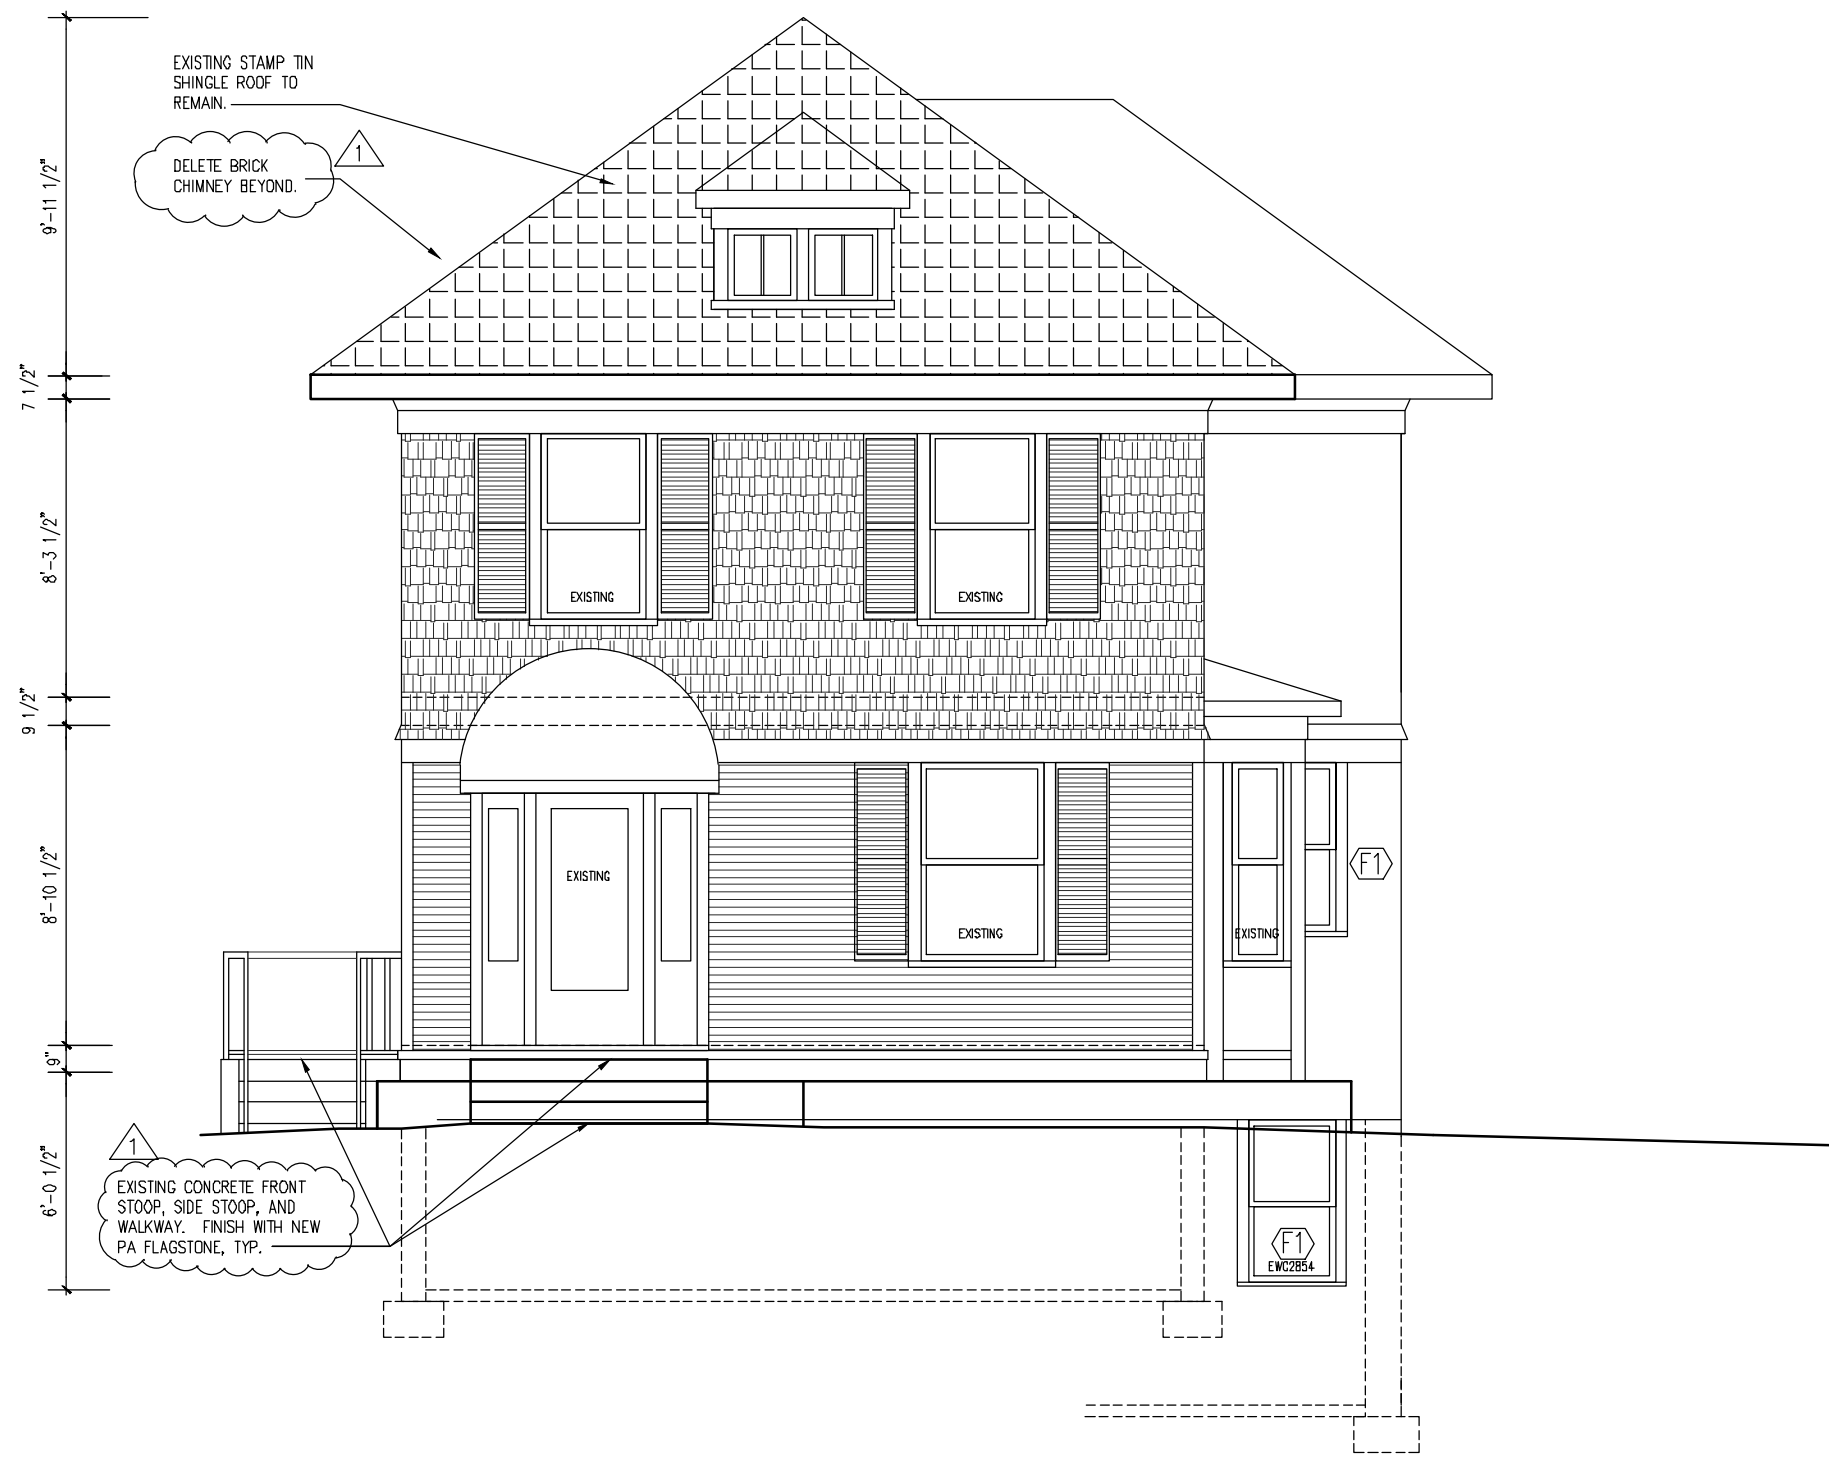 EXISTING STAMP TIN
SHINGLE ROOF TO
REMAIN.
1
DELETE BRICK
CHIMNEY BEYOND.
9'-11 1/2"
7 1/2"
8'-3 1/2"
9 1/2"
8'-10 1/2"
9"
6'-0 1/2"
EXISTING
EXISTING
EXISTING
EXISTING
EXISTING
F1
1
EXISTING CONCRETE FRONT
STOOP, SIDE STOOP, AND
WALKWAY. FINISH WITH NEW
PA FLAGSTONE, TYP.
F1
EWC2854